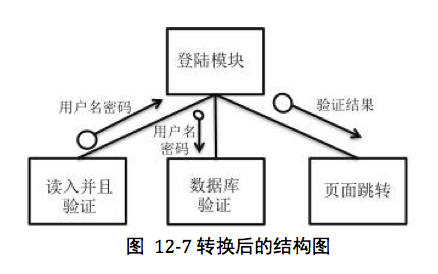 登陆模块
用户名密码
用户名
密码
验证结果
读入并且
验证
数据库
验证
页面跳转
图 12-7 转换后的结构图